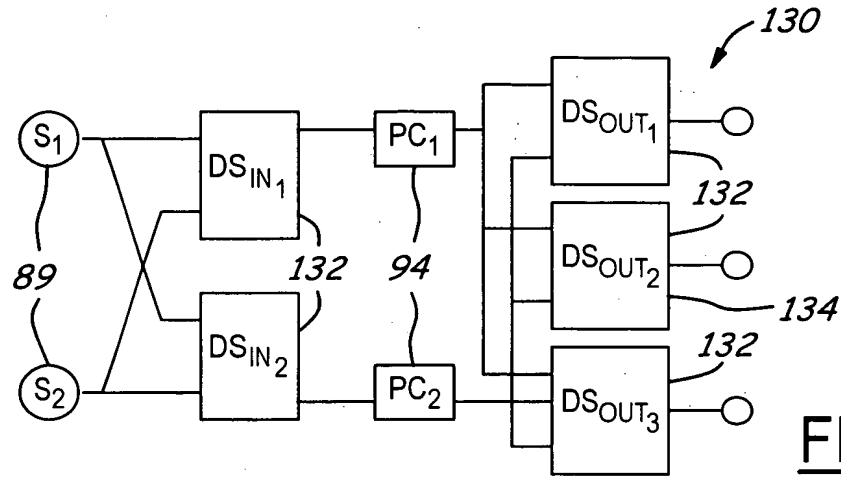 130
S1
S2
89
DSIN1
DSIN2
132
PC1
PC2
94
DSOUT1
132
DSOUT2
134
132
DSOUT3